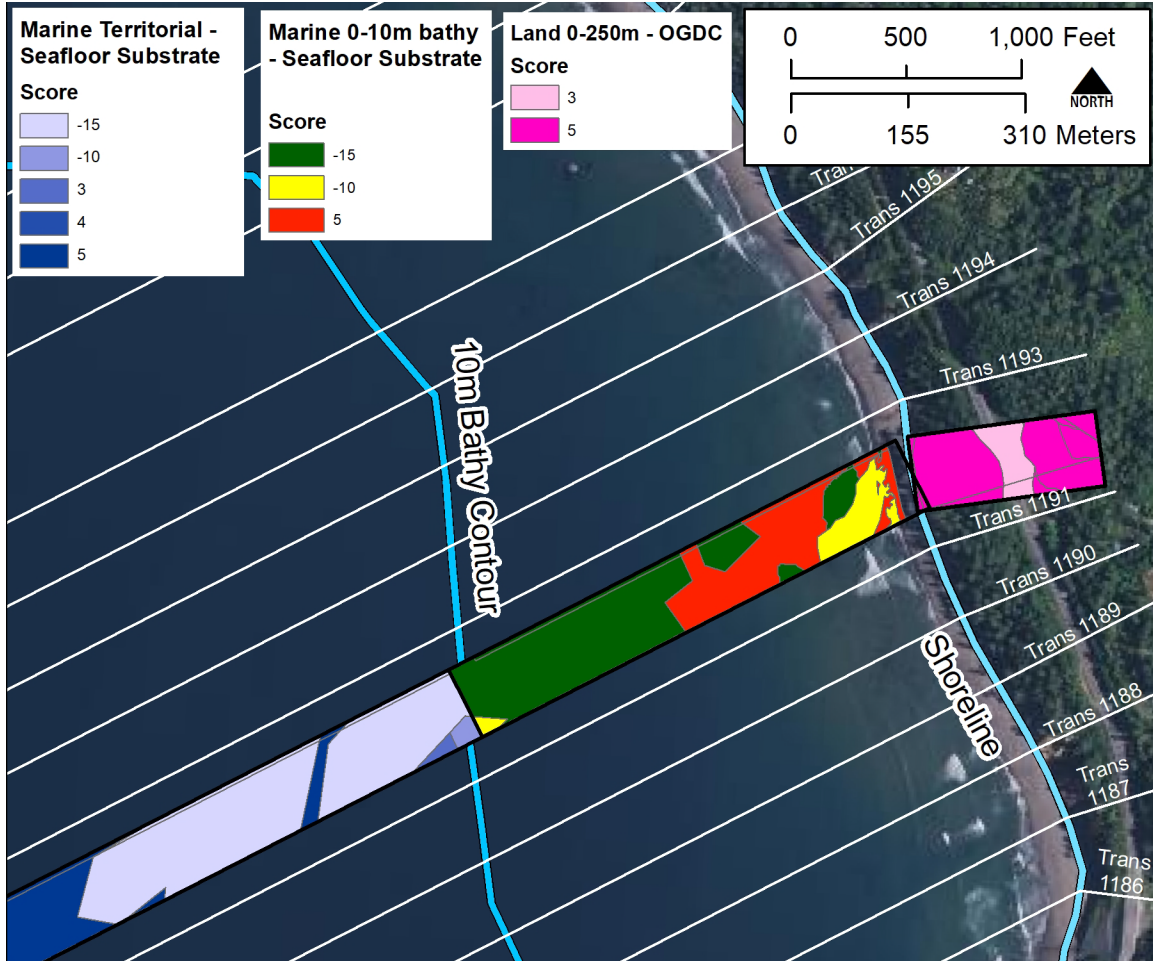 Marine Territorial -
Seafloor Substrate
Score
-15
-10
3
4
5
Marine 0-10m bathy
- Seafloor Substrate
Score
-15
-10
5
Land 0-250m - OGDC
Score
3
5
0 500 1,000 Feet
NORTH
0 155 310 Meters
Trans 1195
Trans 1194
Trans 1193
Trans 1191
Trans 1190
Trans 1189
Trans 1188
Trans
1187
Trans
1186
10m Bathy Contour
Shoreline